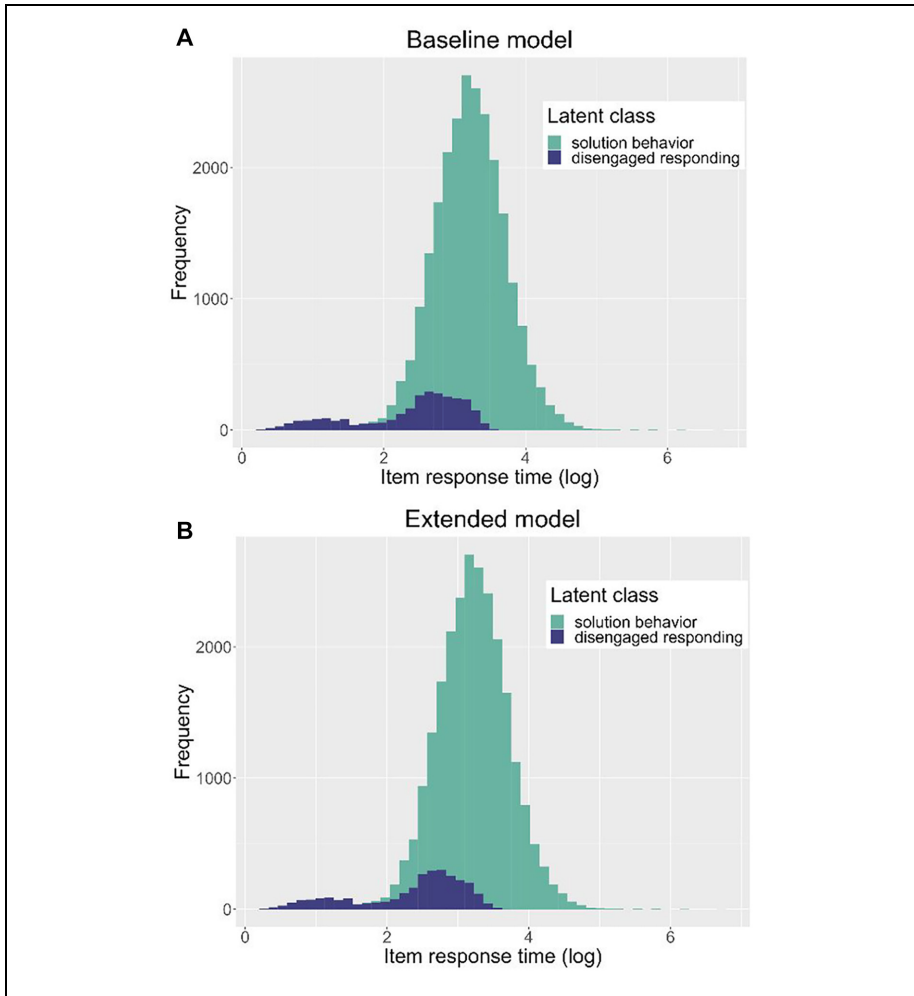 A
Baseline model
Latent class
solution behavior
disengaged responding
2000
1000
0
Frequency
0 2 4 6
Item response time (log)
B
Extended model
Latent class
solution behavior
disengaged responding
2000
1000
0
Frequency
0 2 4 6
Item response time (log)